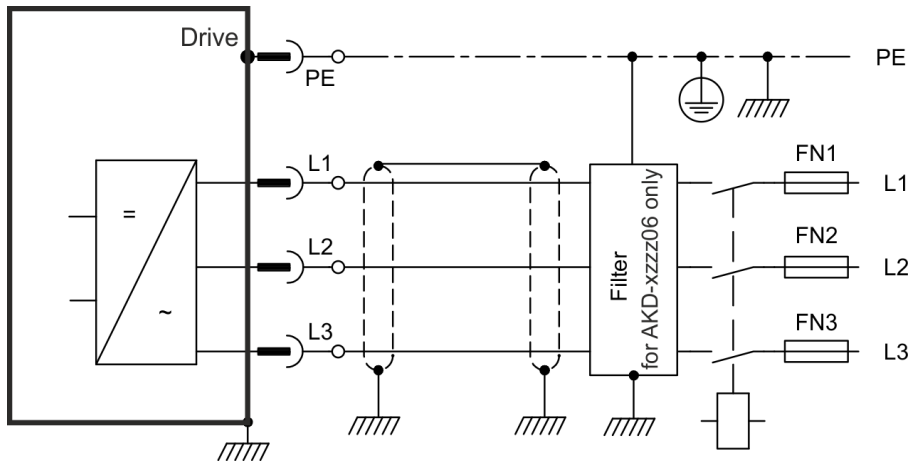 Drive
PE
PE
L1
FN1
L1
=
L2
FN2
L2
~
L3
FN3
L3
Filter
for AKD-xzzz06 only